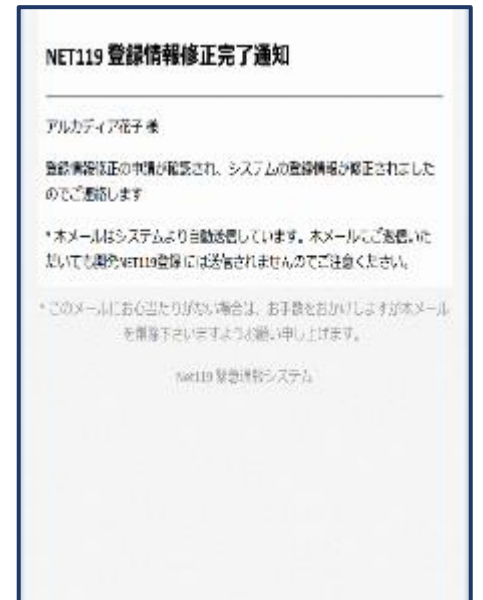 NET119 登録情報修正完了通知
アルカディア花子 様
登録情報修正の申請が確認され、システムの登録情報が修正されました
のでご連絡します
*本メールはシステムより自動送信しています。本メールにご返信いた
だいても開発NET119登録には送信されませんのでご注意ください。
*このメールにお心当たりがない場合は、お手数をおかけしますが本メール
を削除下さいますようお願い申し上げます。
Net119 緊急通報システム